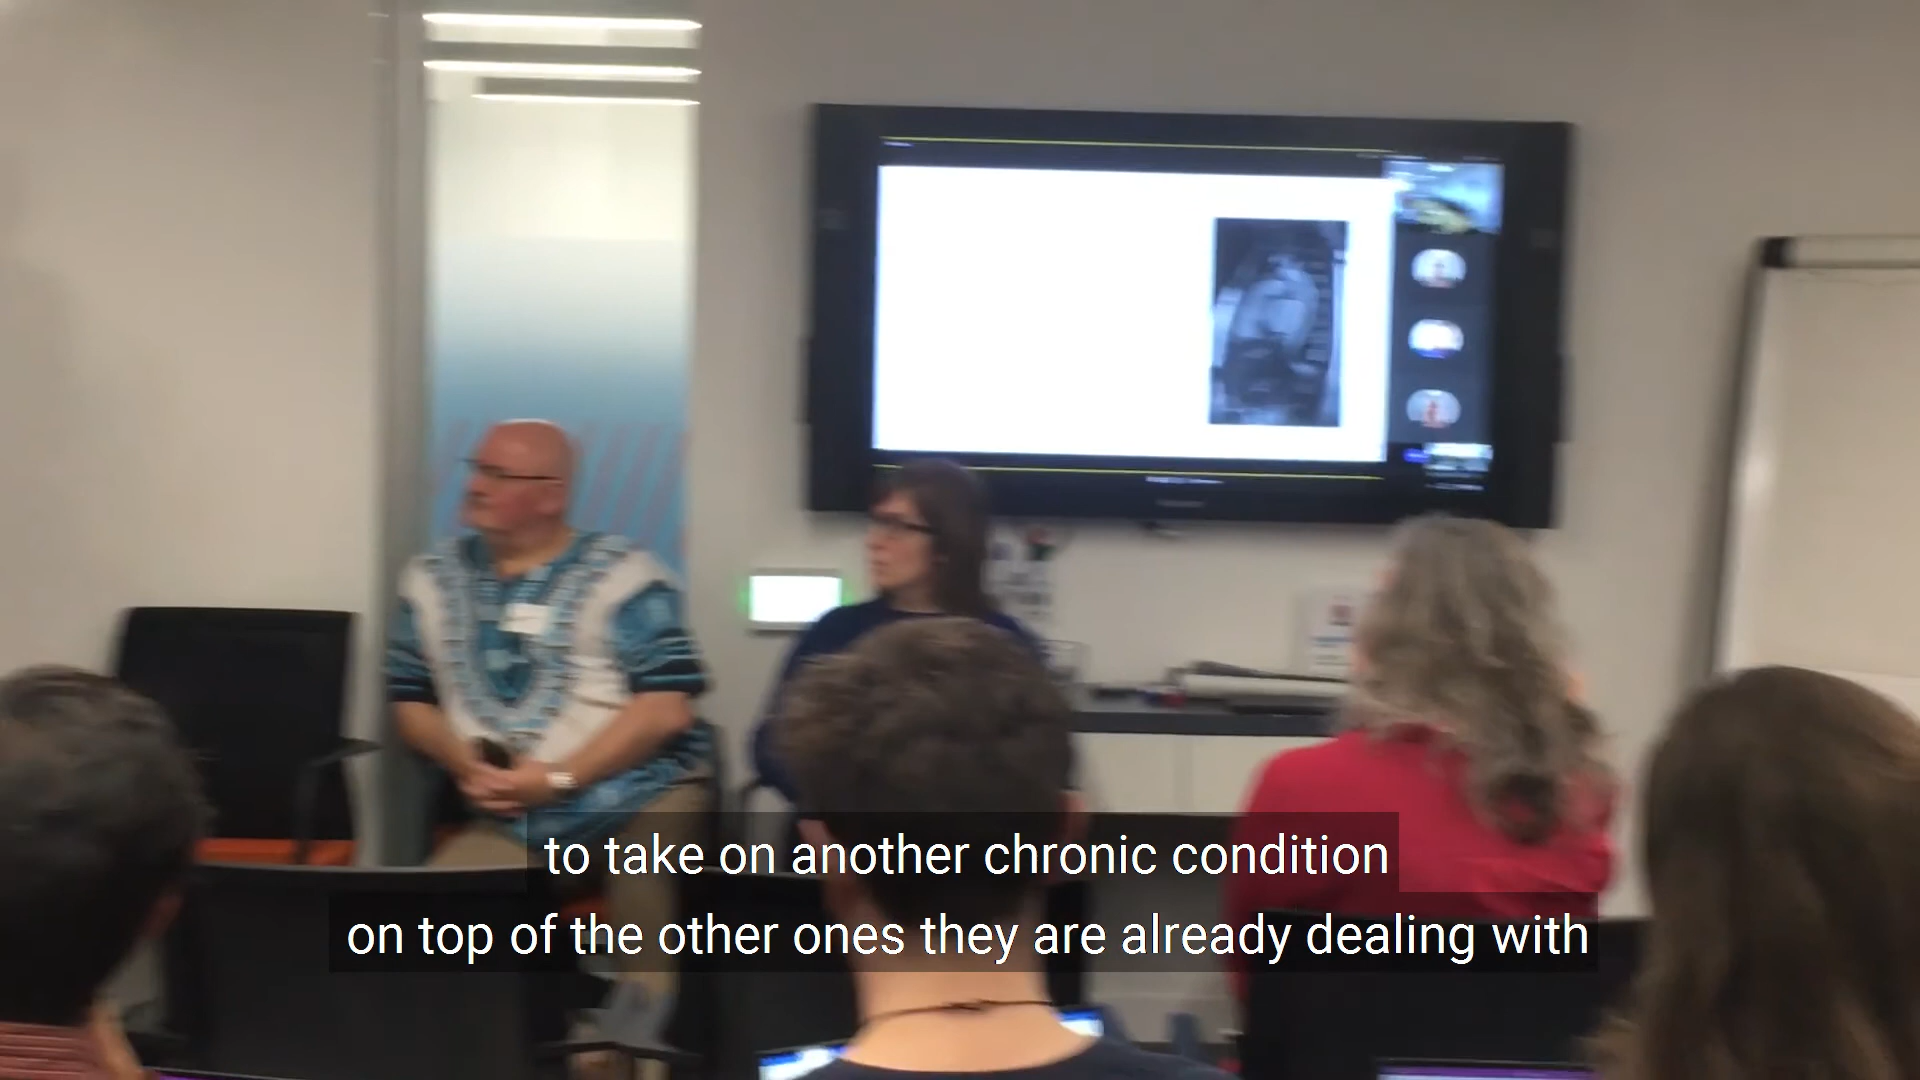 to take on another chronic condition
on top of the other ones they are already dealing with